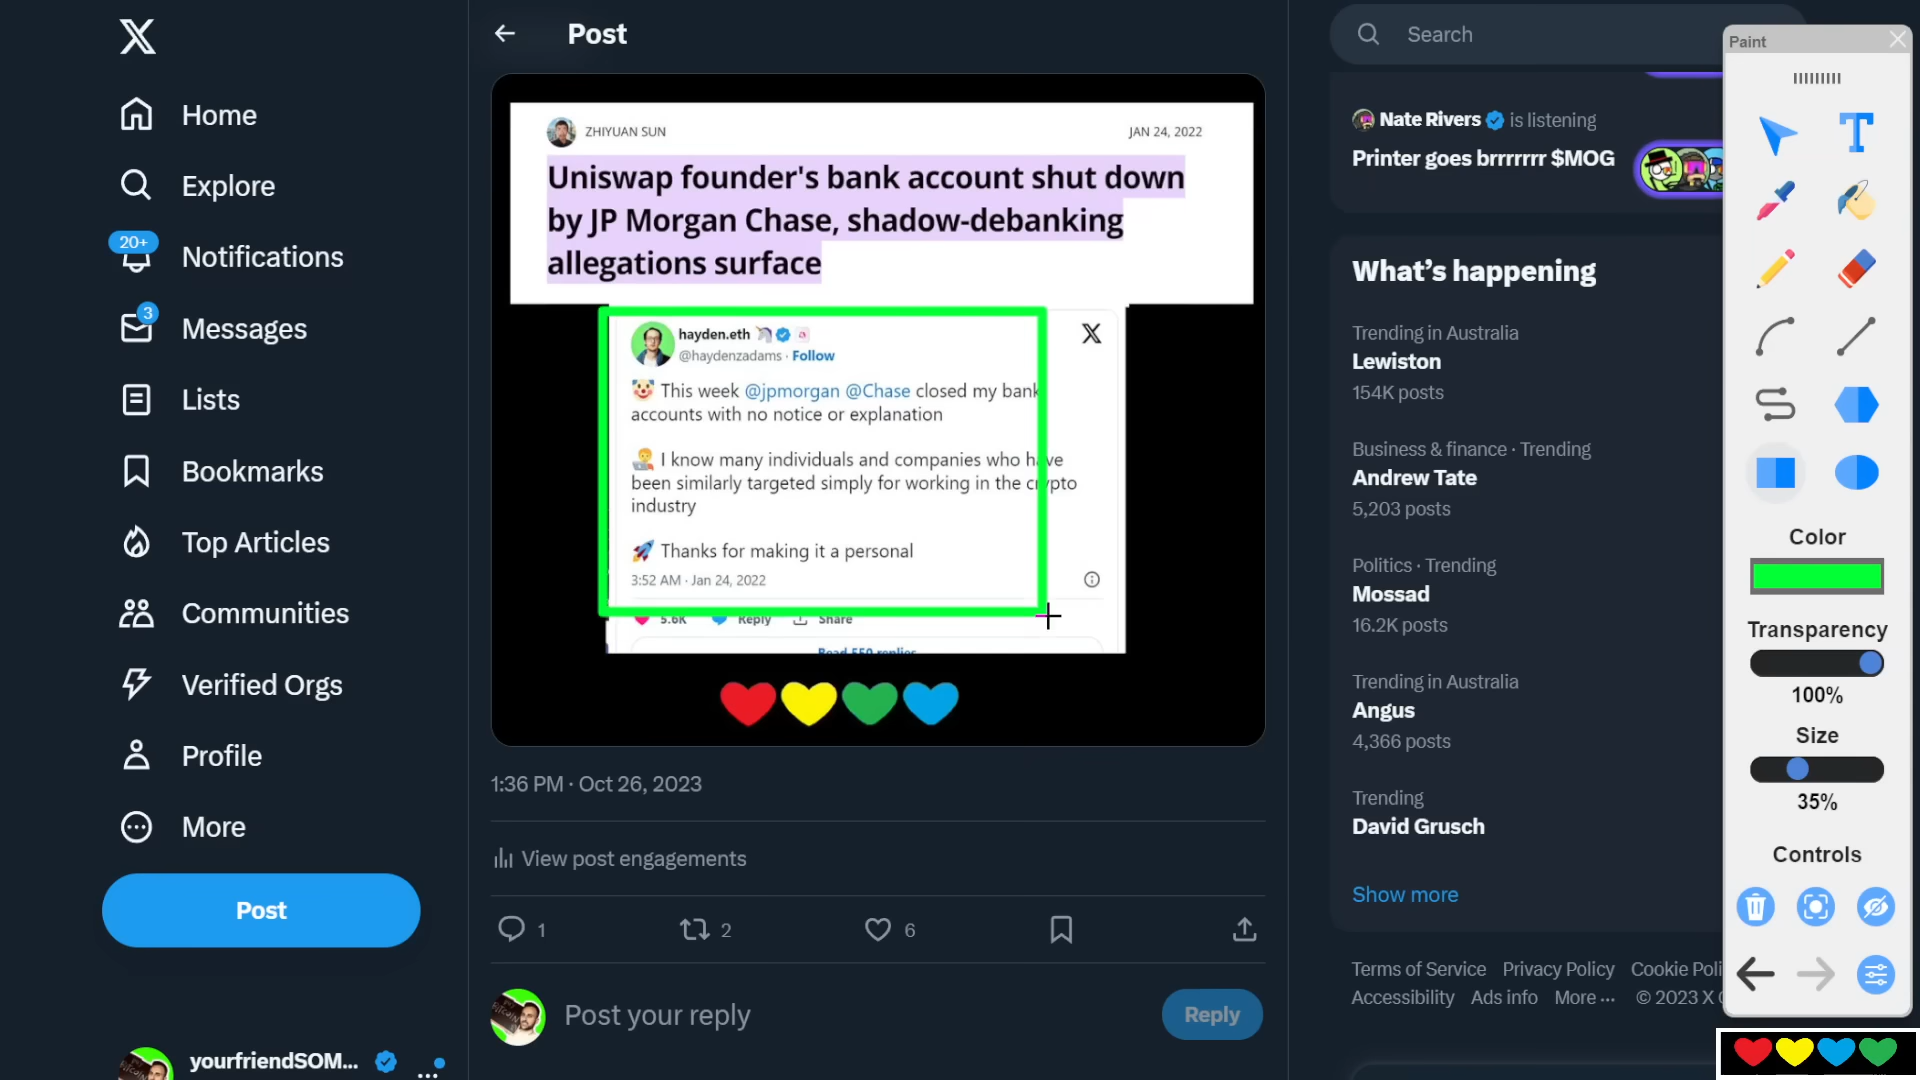 Home
Explore
20+
Notifications
3
Messages
Lists
Bookmarks
Top Articles
Communities
Verified Orgs
Profile
More
Post
yourfriendSOM...
Post
ZHIYUAN SUN
JAN 24, 2022
Uniswap founder's bank account shut down
by JP Morgan Chase, shadow-debanking
allegations surface
hayden.eth
@haydenzadams · Follow
This week @jpmorgan @Chase closed my bank
accounts with no notice or explanation
I know many individuals and companies who have
been similarly targeted simply for working in the crypto
industry
Thanks for making it a personal
3:52 AM · Jan 24, 2022
5.6K Reply Share
Read 550 replies
1:36 PM · Oct 26, 2023
View post engagements
1
2
6
Post your reply
Reply
Search
Nate Rivers is listening
Printer goes brrrrrrr $MOG
What's happening
Trending in Australia
Lewiston
154K posts
Business & finance · Trending
Andrew Tate
5,203 posts
Politics · Trending
Mossad
16.2K posts
Trending in Australia
Angus
4,366 posts
Trending
David Grusch
Show more
Terms of Service Privacy Policy Cookie Poli
Accessibility Ads info More ··· © 2023 X
Paint
T
Color
Transparency
100%
Size
35%
Controls